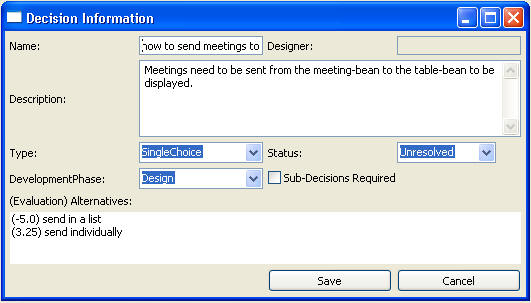 Decision Information
Name: how to send meetings to Designer:
Description: Meetings need to be sent from the meeting-bean to the table-bean to be
displayed.
Type: SingleChoice Status: Unresolved
DevelopmentPhase: Design Sub-Decisions Required
(Evaluation) Alternatives:
(-5.0) send in a list
(3.25) send individually
Save Cancel